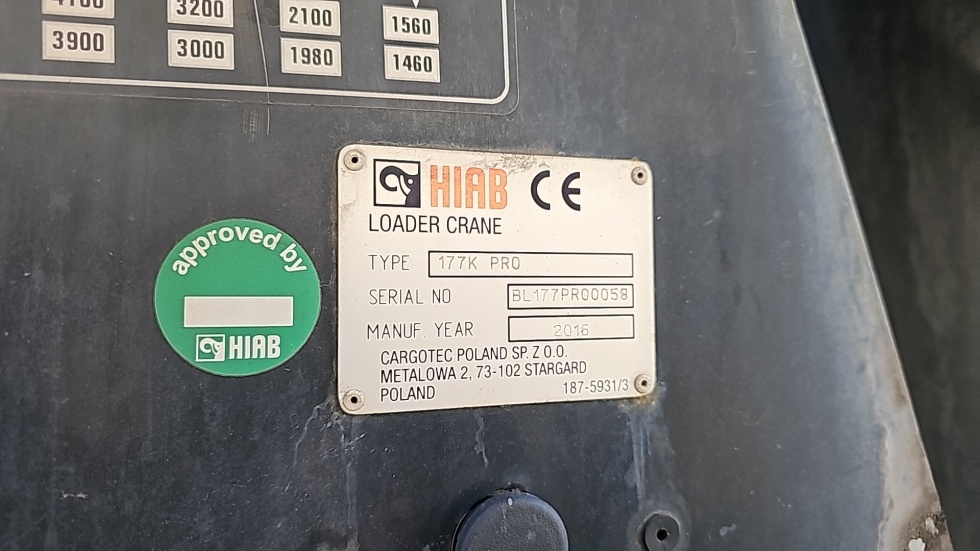 3200
2100
1560
3900
3000
1980
1460
approved by
HIAB
HIAB CE
LOADER CRANE
TYPE 177K PRO
SERIAL NO BL177PR00058
MANUF. YEAR 2016
CARGOTEC POLAND SP. Z O.O.
METALOWA 2, 73-102 STARGARD
POLAND 187-5931/3